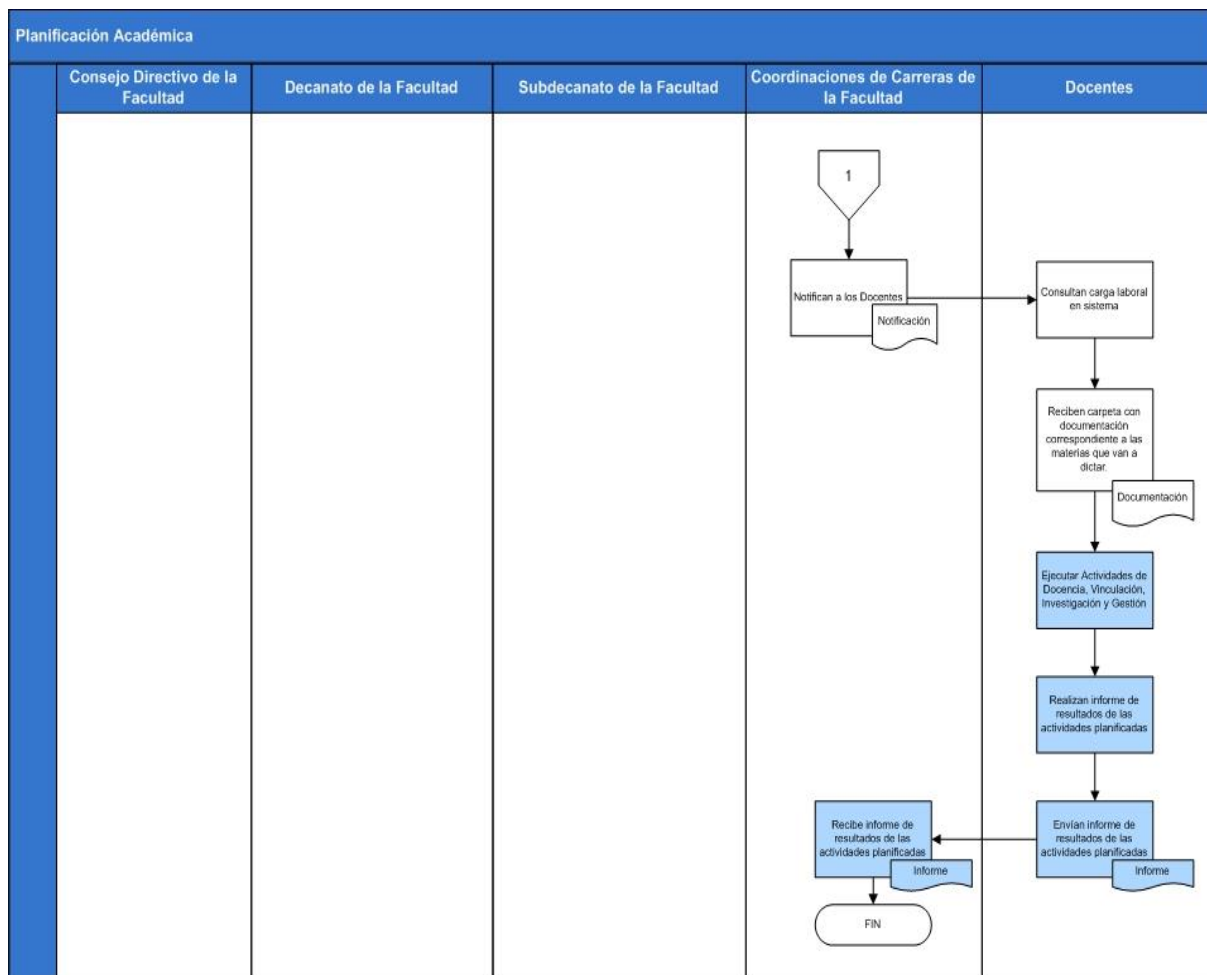 Planificación Académica
Consejo Directivo de la
Facultad
Decanato de la Facultad
Subdecanato de la Facultad
Coordinaciones de Carreras de
la Facultad
Docentes
1
Notifican a los Docentes
Notificación
Consultan carga laboral
en sistema
Reciben carpeta con
documentación
correspondiente a las
materias que van a
dictar.
Documentación
Ejecutar Actividades de
Docencia, Vinculación,
Investigación y Gestión
Realizan informe de
resultados de las
actividades planificadas
Envían informe de
resultados de las
actividades planificadas
Informe
Recibe informe de
resultados de las
actividades planificadas
Informe
FIN